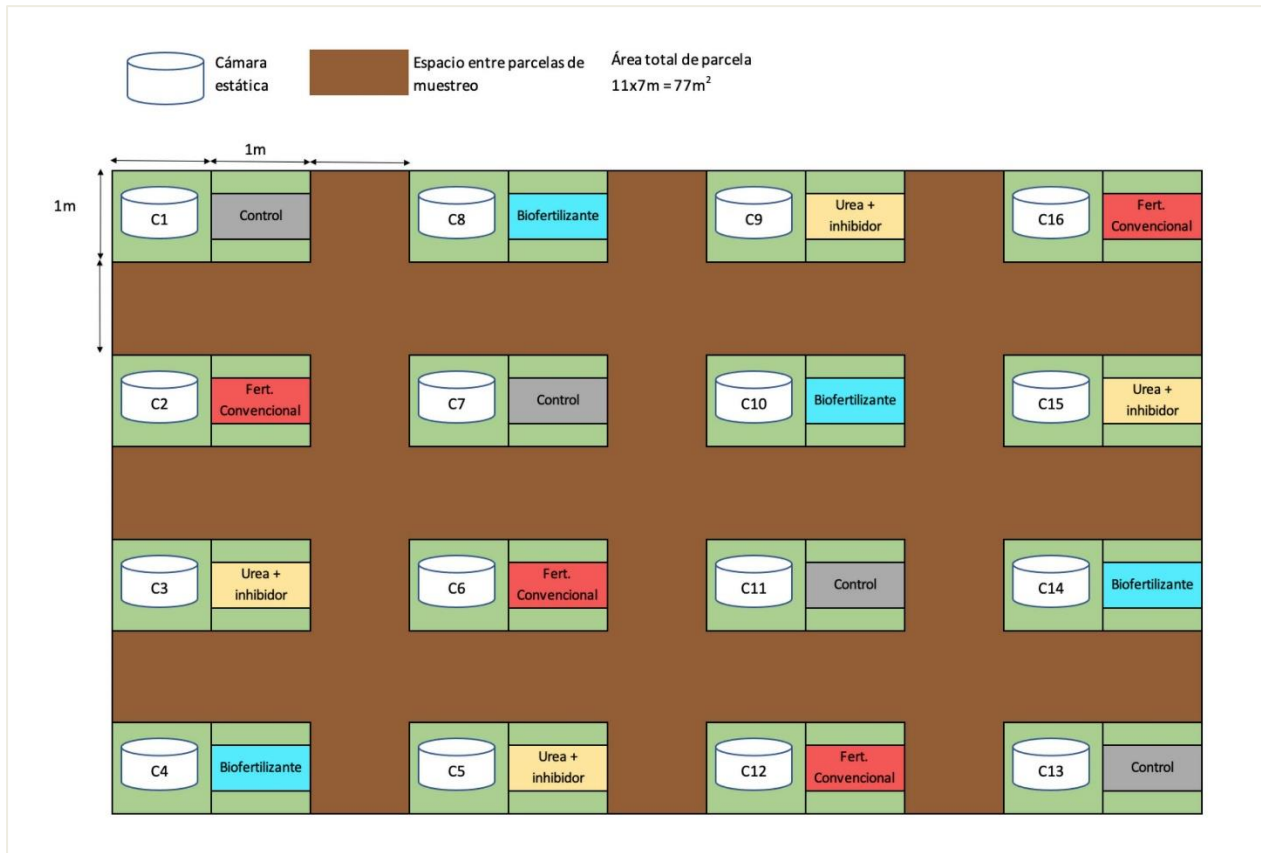 Cámara
estática
Espacio entre parcelas de
muestreo
Área total de parcela
11x7m = 77m²
1m
1m
C1
Control
C8
Biofertilizante
C9
Urea +
inhibidor
C16
Fert.
Convencional
C2
Fert.
Convencional
C7
Control
C10
Biofertilizante
C15
Urea +
inhibidor
C3
Urea +
inhibidor
C6
Fert.
Convencional
C11
Control
C14
Biofertilizante
C4
Biofertilizante
C5
Urea +
inhibidor
C12
Fert.
Convencional
C13
Control